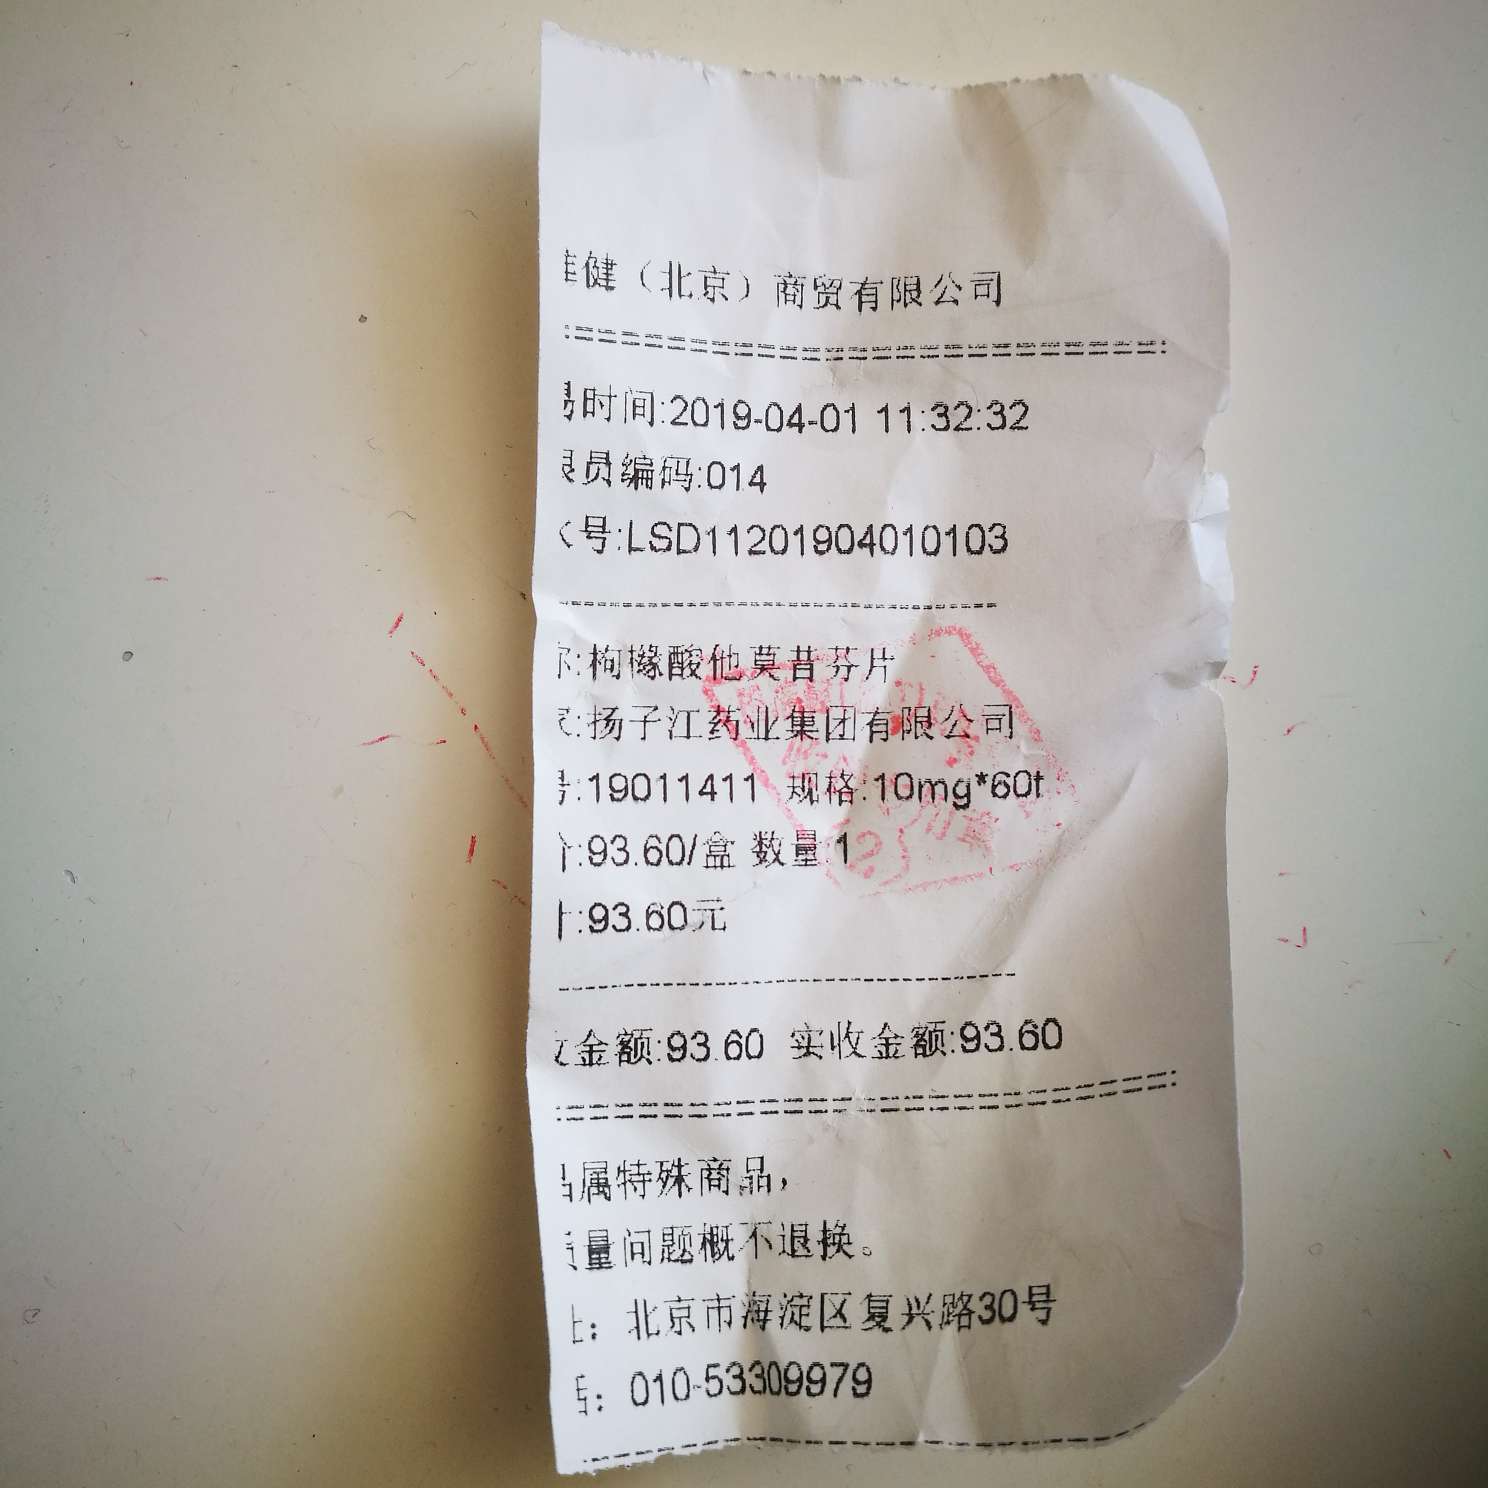 健（北京）商贸有限公司
时间:2019-04-01 11:32:32
员编码:014
号:LSD11201904010103
:枸橼酸他莫昔芬片
:扬子江药业集团有限公司
:19011411 规格:10mg*60t
:93.60/盒 数量:1
:93.60元
金额:93.60 实收金额:93.60
属特殊商品，
量问题概不退换。
：北京市海淀区复兴路30号
：010-53309979